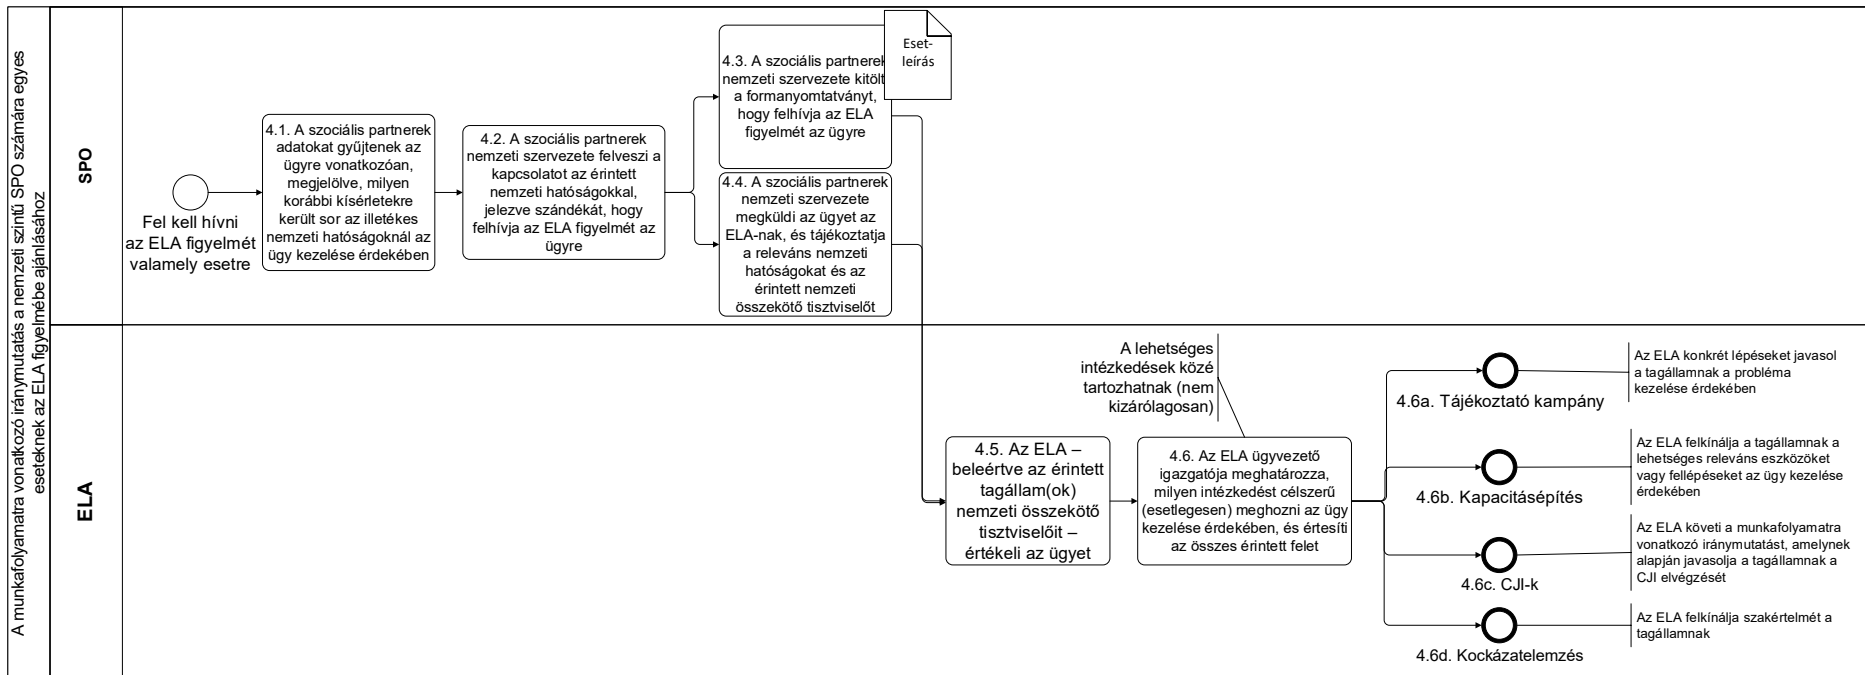 A munkafolyamatra vonatkozó iránymutatás a nemzeti szintű SPO számára egyes
eseteknek az ELA figyelmébe ajánlásához
SPO
Fel kell hívni
az ELA figyelmét
valamely esetre
4.1. A szociális partnerek
adatokat gyűjtenek az
ügyre vonatkozóan,
megjelölve, milyen
korábbi kísérletekre
került sor az illetékes
nemzeti hatóságoknál az
ügy kezelése érdekében
4.2. A szociális partnerek
nemzeti szervezete felveszi a
kapcsolatot az érintett
nemzeti hatóságokkal,
jelezve szándékát, hogy
felhívja az ELA figyelmét az
ügyre
4.3. A szociális partnerek
nemzeti szervezete kitölt
a formanyomtatványt,
hogy felhívja az ELA
figyelmét az ügyre
Eset-
leírás
4.4. A szociális partnerek
nemzeti szervezete
megküldi az ügyet az
ELA-nak, és tájékoztatja
a releváns nemzeti
hatóságokat és az
érintett nemzeti
összekötő tisztviselőt
ELA
4.5. Az ELA –
beleértve az érintett
tagállam(ok)
nemzeti összekötő
tisztviselőit –
értékeli az ügyet
A lehetséges
intézkedések közé
tartozhatnak (nem
kizárólagosan)
4.6. Az ELA ügyvezető
igazgatója meghatározza,
milyen intézkedést célszerű
(esetlegesen) meghozni az ügy
kezelése érdekében, és értesíti
az összes érintett felet
4.6a. Tájékoztató kampány
Az ELA konkrét lépéseket javasol
a tagállamnak a probléma
kezelése érdekében
4.6b. Kapacitásépítés
Az ELA felkínálja a tagállamnak a
lehetséges releváns eszközöket
vagy fellépéseket az ügy kezelése
érdekében
4.6c. CJI-k
Az ELA követi a munkafolyamatra
vonatkozó iránymutatást, amelynek
alapján javasolja a tagállamnak a
CJI elvégzését
4.6d. Kockázatelemzés
Az ELA felkínálja szakértelmét a
tagállamnak